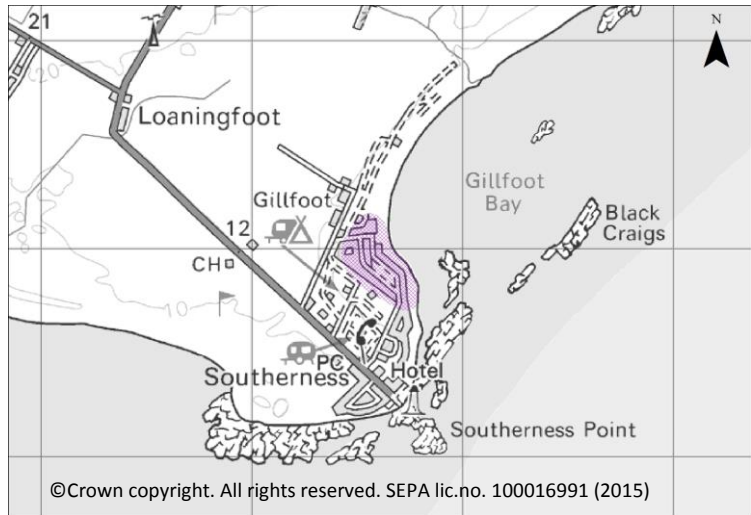 21
N
Loaningfoot
Gillfoot
Gillfoot
Bay
12
Black
Craigs
CH
PC
Hotel
Southerness
Southerness Point
©Crown copyright. All rights reserved. SEPA lic.no. 100016991 (2015)